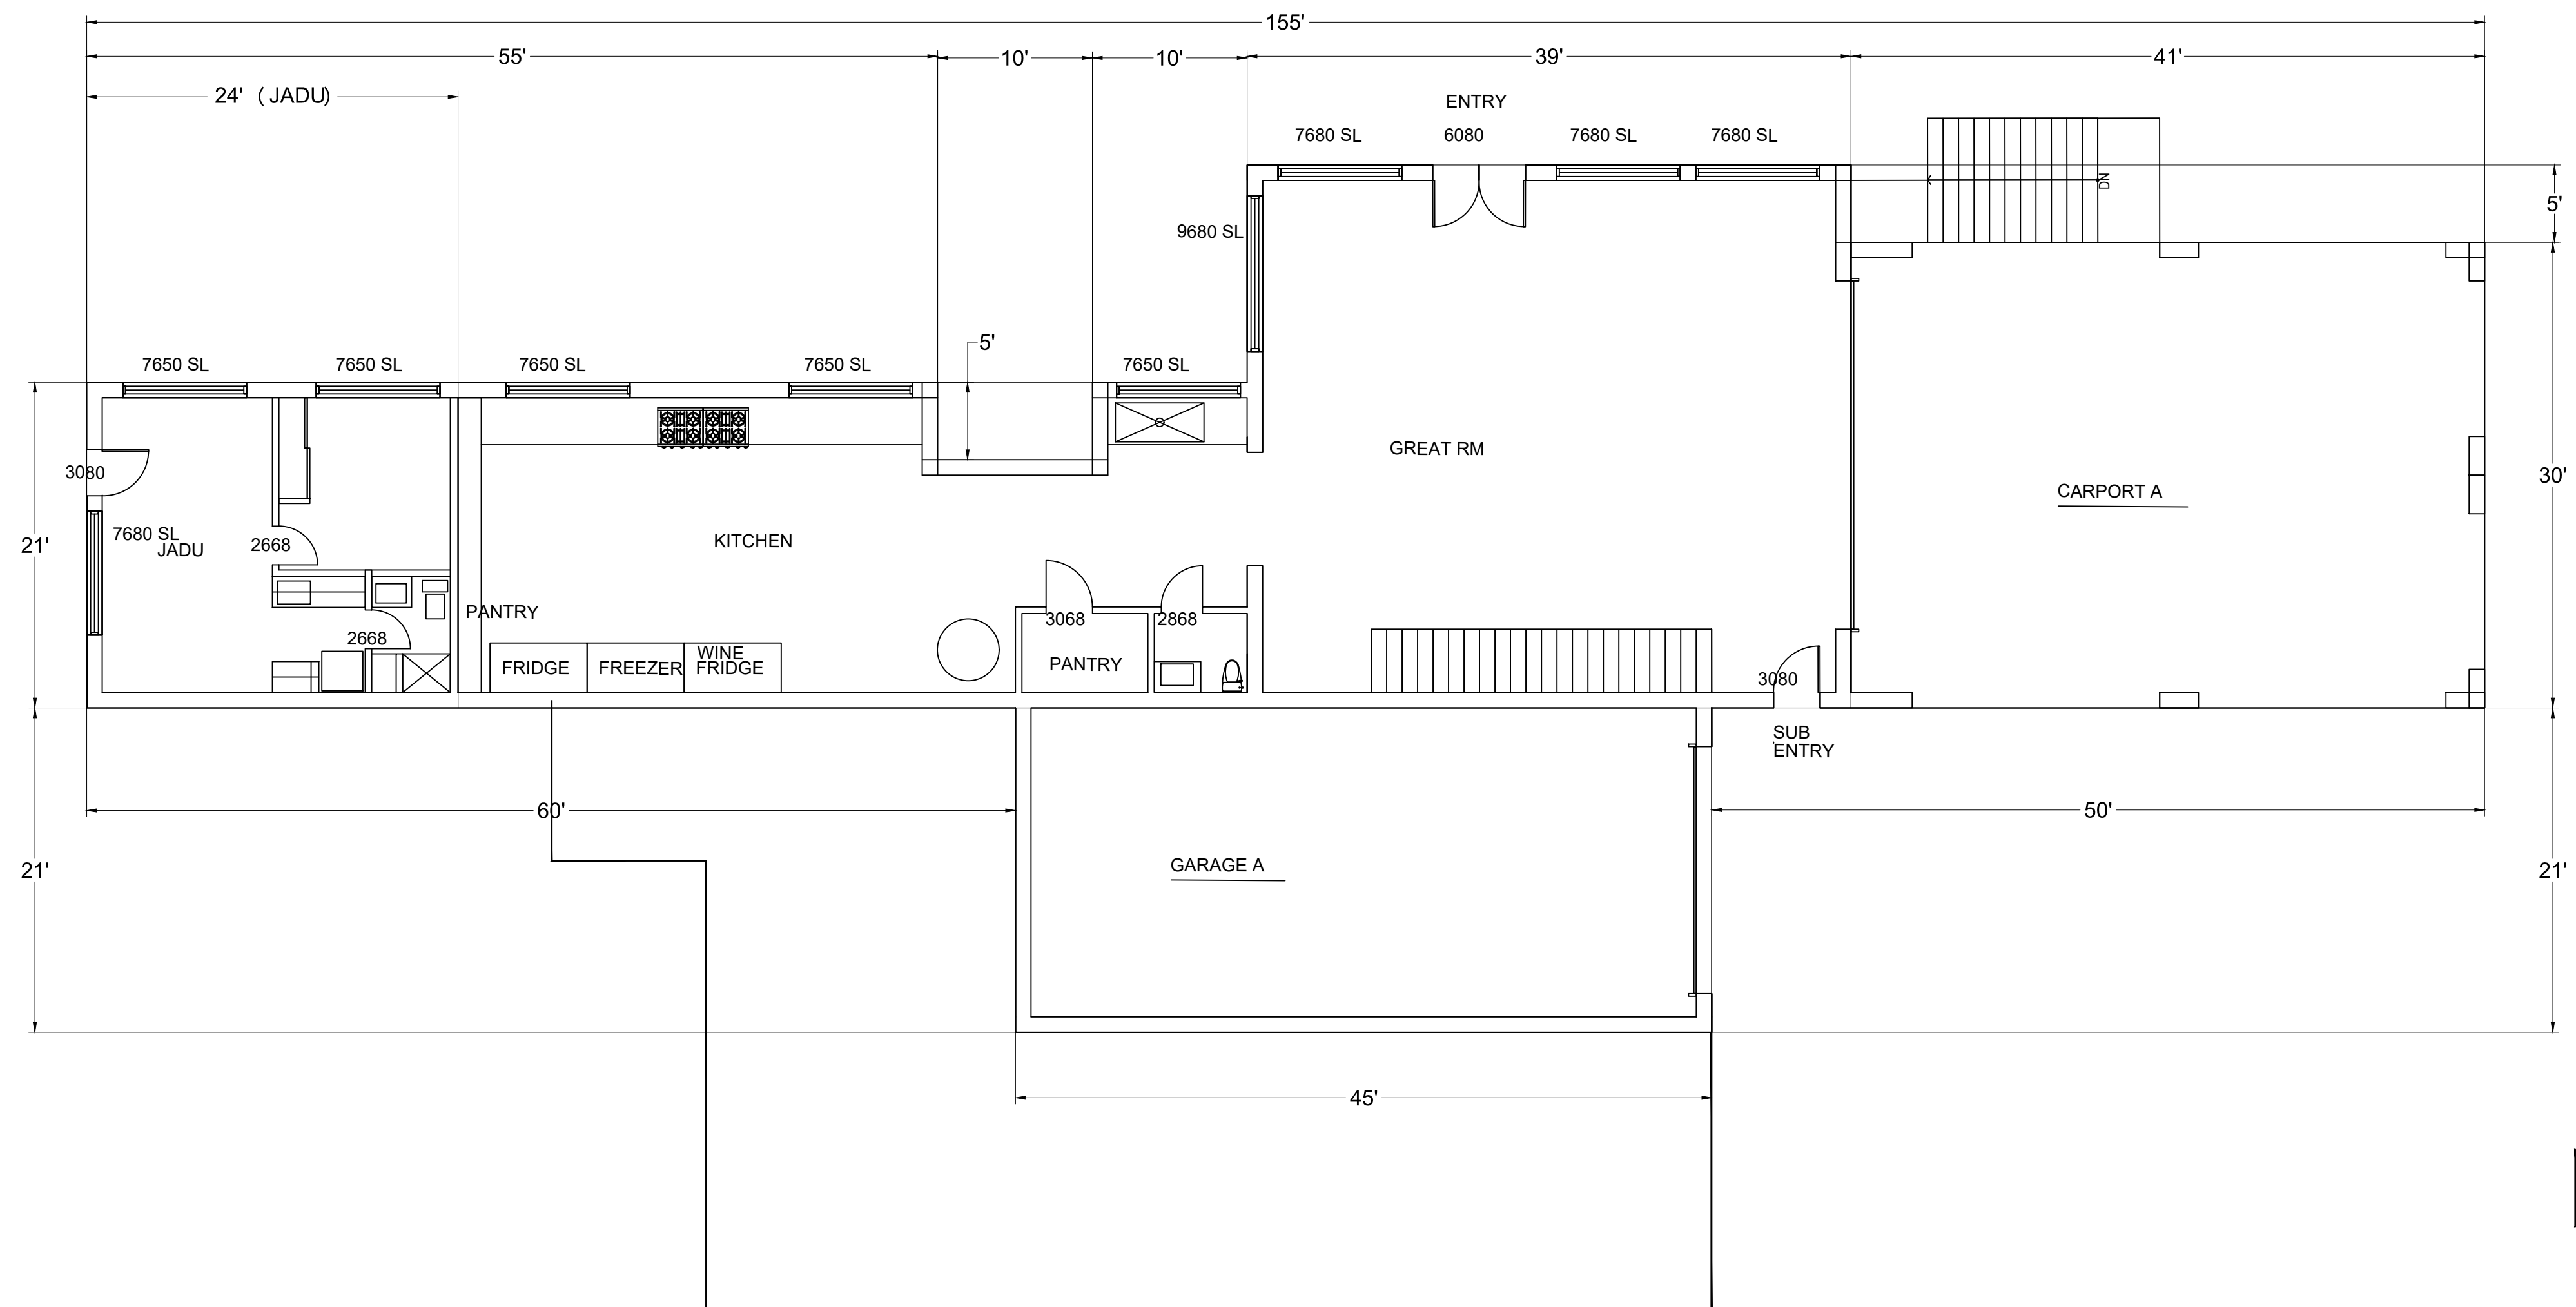 155'
55'
10'
10'
39'
41'
24' (JADU)
ENTRY
7680 SL
6080
7680 SL
7680 SL
DN
5'
9680 SL
5'
7650 SL
7650 SL
7650 SL
7650 SL
7650 SL
GREAT RM
3080
30'
CARPORT A
7680 SL
JADU
2668
KITCHEN
21'
PANTRY
3068
2868
2668
WINE
FRIDGE
FREEZER
FRIDGE
PANTRY
3080
SUB
ENTRY
60'
50'
21'
GARAGE A
21'
45'